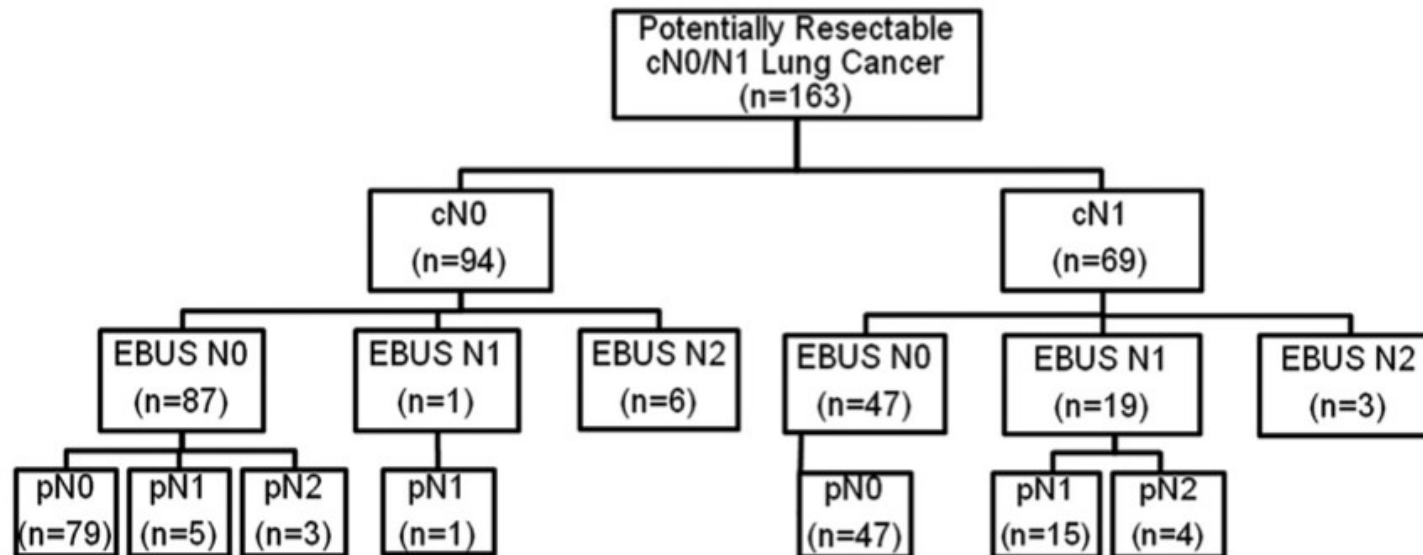 Potentially Resectable
cN0/N1 Lung Cancer
(n=163)
cN0
(n=94)
cN1
(n=69)
EBUS N0
(n=87)
EBUS N1
(n=1)
EBUS N2
(n=6)
EBUS N0
(n=47)
EBUS N1
(n=19)
EBUS N2
(n=3)
pN0
(n=79)
pN1
(n=5)
pN2
(n=3)
pN1
(n=1)
pN0
(n=47)
pN1
(n=15)
pN2
(n=4)